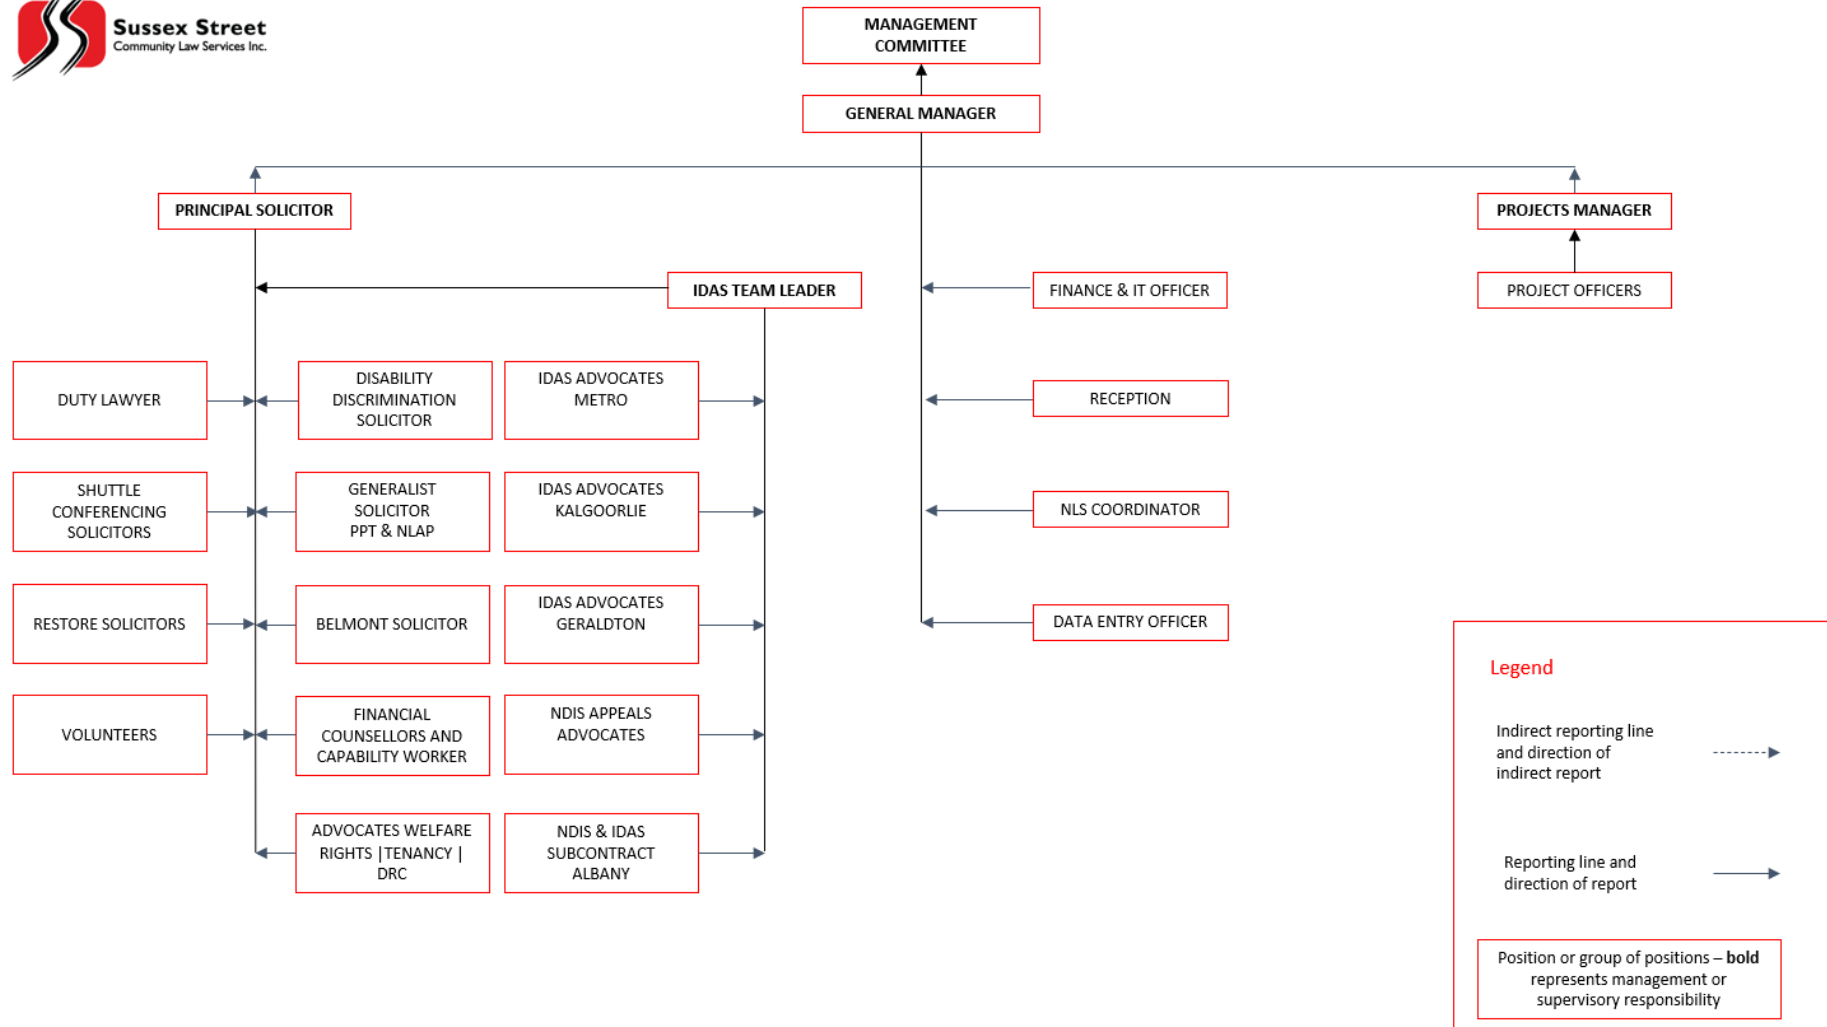 Sussex Street
Community Law Services Inc.
MANAGEMENT
COMMITTEE
GENERAL MANAGER
PRINCIPAL SOLICITOR
PROJECTS MANAGER
IDAS TEAM LEADER
FINANCE & IT OFFICER
PROJECT OFFICERS
DUTY LAWYER
DISABILITY
DISCRIMINATION
SOLICITOR
IDAS ADVOCATES
METRO
RECEPTION
SHUTTLE
CONFERENCING
SOLICITORS
GENERALIST
SOLICITOR
PPT & NLAP
IDAS ADVOCATES
KALGOORLIE
NLS COORDINATOR
RESTORE SOLICITORS
BELMONT SOLICITOR
IDAS ADVOCATES
GERALDTON
DATA ENTRY OFFICER
VOLUNTEERS
FINANCIAL
COUNSELLORS AND
CAPABILITY WORKER
NDIS APPEALS
ADVOCATES
ADVOCATES WELFARE
RIGHTS |TENANCY |
DRC
NDIS & IDAS
SUBCONTRACT
ALBANY
Legend
Indirect reporting line
and direction of
indirect report
Reporting line and
direction of report
Position or group of positions – bold
represents management or
supervisory responsibility